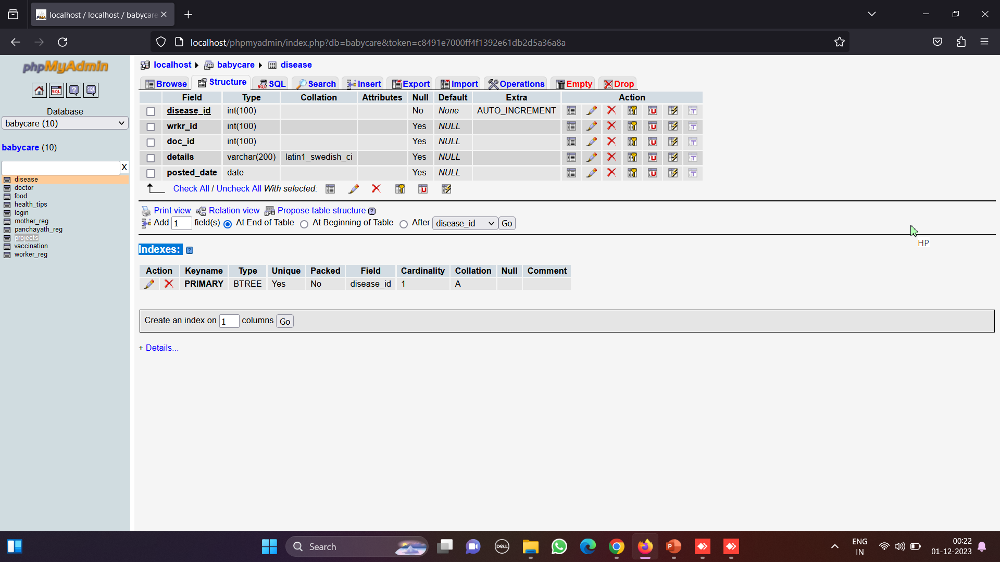 localhost / localhost / babycare
localhost/phpmyadmin/index.php?db=babycare&token=c8491e7000ff4f1392e61db2d5a36a8a
phpMyAdmin
SQL
Database
babycare (10)
babycare (10)
X
disease
doctor
food
health_tips
login
mother_reg
panchayath_reg
projects
vaccination
worker_reg
localhost babycare disease
Browse Structure SQL Search Insert Export Import Operations Empty Drop
Field Type Collation Attributes Null Default Extra Action
disease_id int(100) No None AUTO_INCREMENT
wrkr_id int(100) Yes NULL
doc_id int(100) Yes NULL
details varchar(200) latin1_swedish_ci Yes NULL
posted_date date Yes NULL
Check All / Uncheck All With selected:
Print view Relation view Propose table structure
Add 1 field(s) At End of Table At Beginning of Table After disease_id Go
HP
Indexes:
Action Keyname Type Unique Packed Field Cardinality Collation Null Comment
PRIMARY BTREE Yes No disease_id 1 A
Create an index on 1 columns Go
+ Details...
Search
DELL
ENG
IN
00:22
01-12-2023